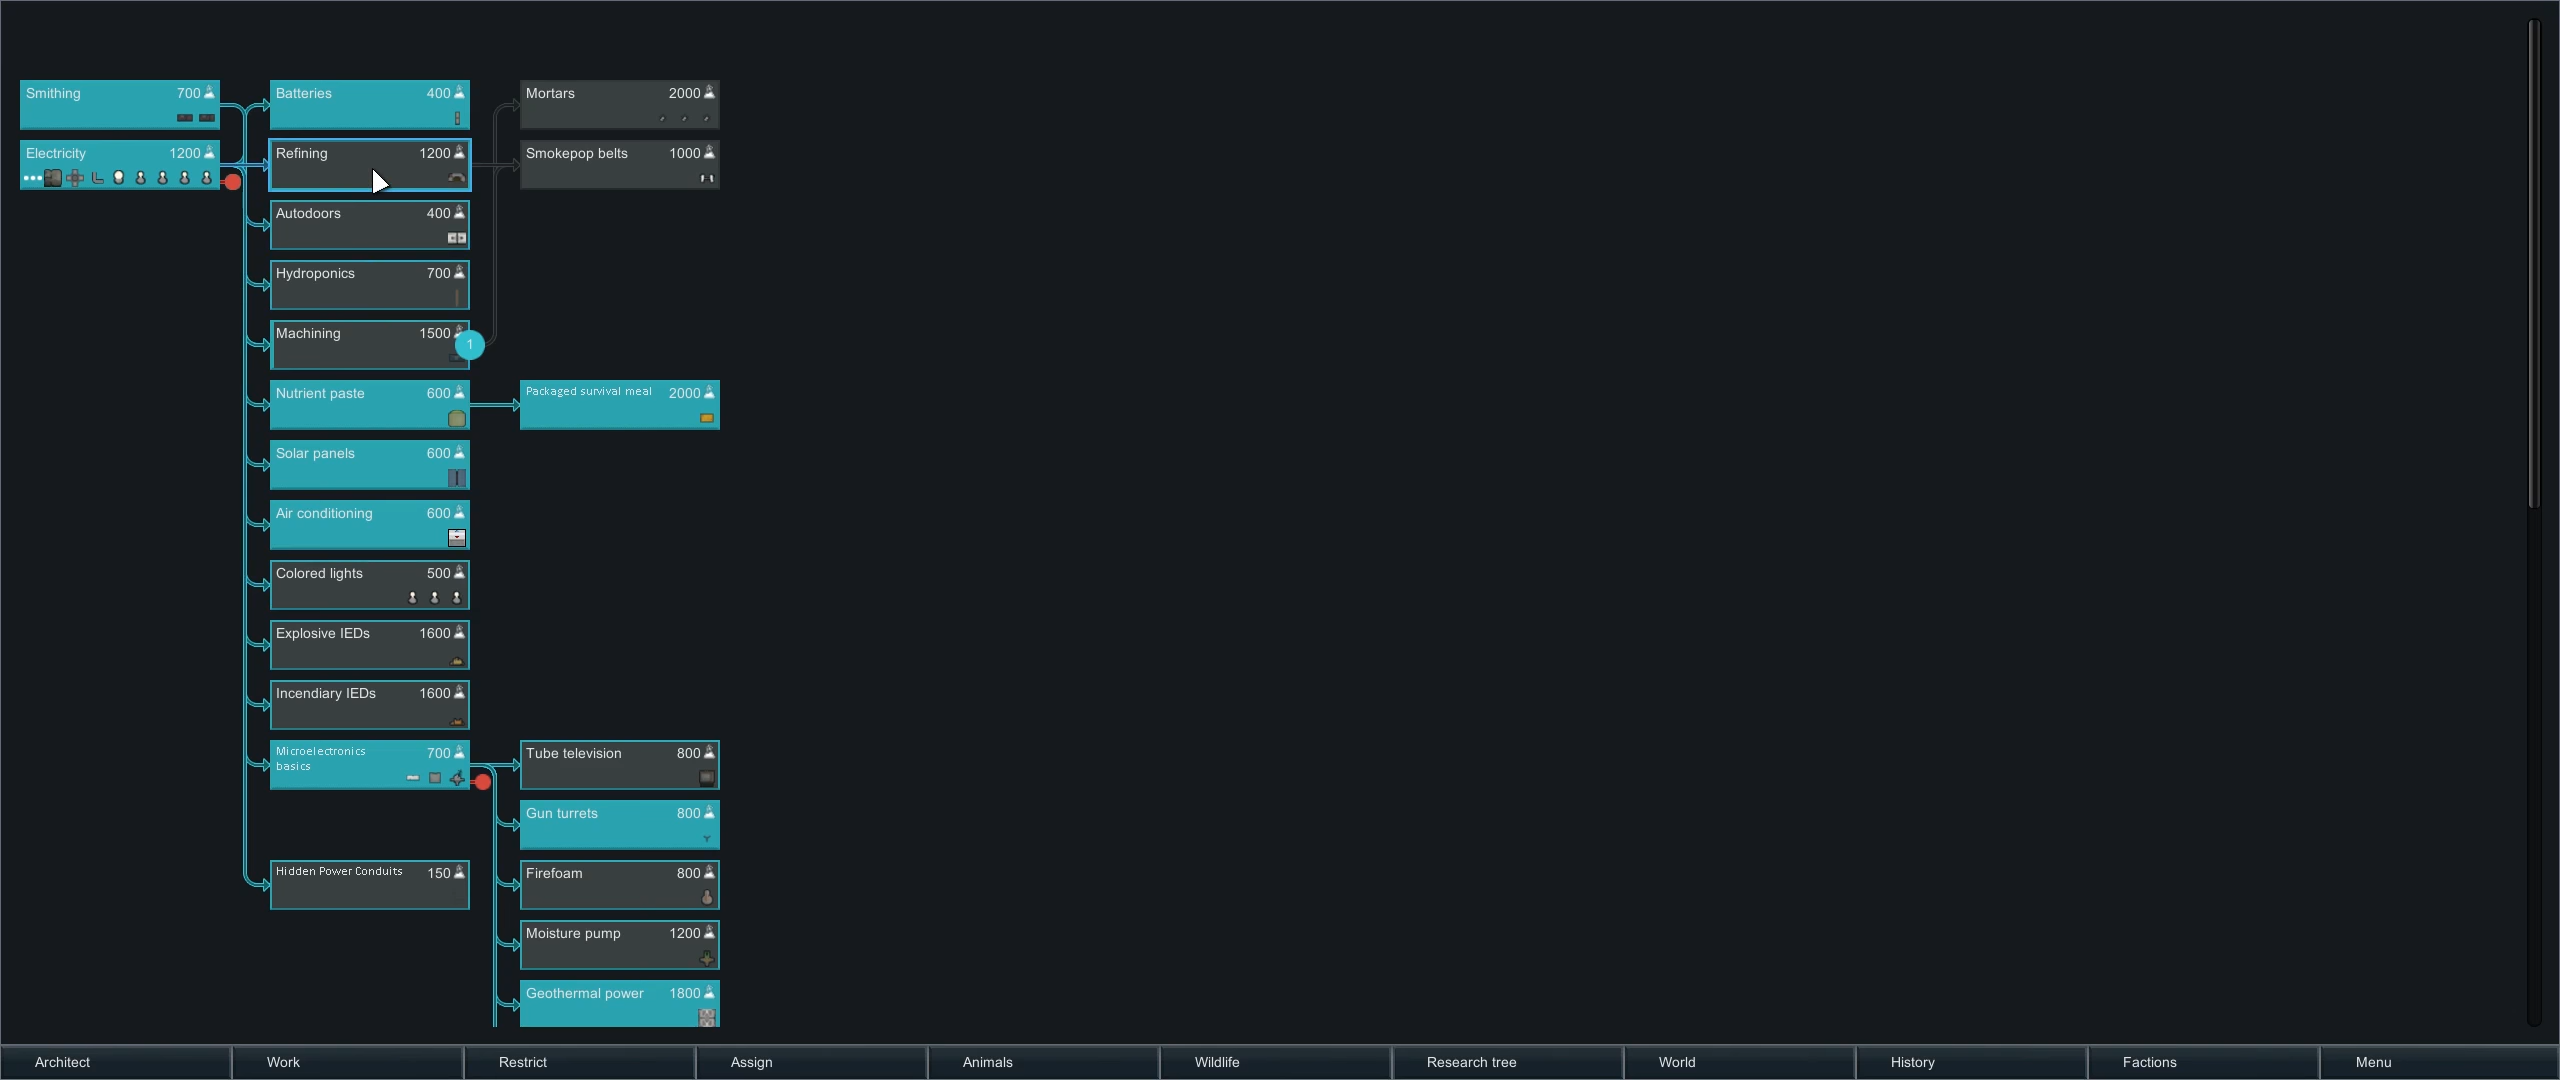 Smithing 700
Batteries 400
Mortars 2000
Electricity 1200
Refining 1200
Smokepop belts 1000
Autodoors 400
Hydroponics 700
Machining 1500
1
Nutrient paste 600
Packaged survival meal 2000
Solar panels 600
Air conditioning 600
Colored lights 500
Explosive IEDs 1600
Incendiary IEDs 1600
Microelectronics basics 700
Tube television 800
Gun turrets 800
Hidden Power Conduits 150
Firefoam 800
Moisture pump 1200
Geothermal power 1800
Architect Work Restrict Assign Animals Wildlife Research tree World History Factions Menu